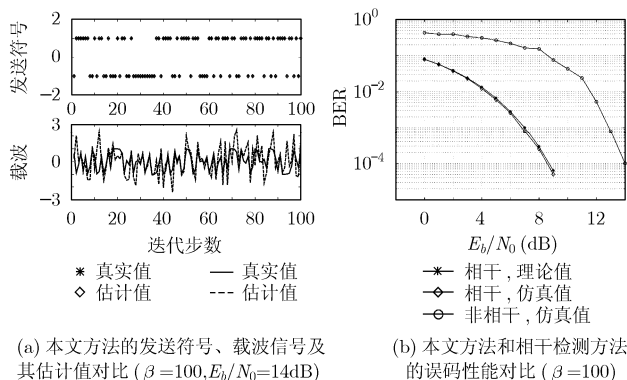 发送符号
2
0
−2
0 20 40 60 80 100
载波
3
0
−3
0 20 40 60 80 100
迭代步数
真实值 真实值
估计值 估计值
(a) 本文方法的发送符号、载波信号及
其估计值对比 (β=100,E_b/N_0=14dB)
BER
10^0
10^−2
10^−4
0 4 8 12
E_b/N_0 (dB)
相干,理论值
相干,仿真值
非相干,仿真值
(b) 本文方法和相干检测方法
的误码性能对比 (β=100)